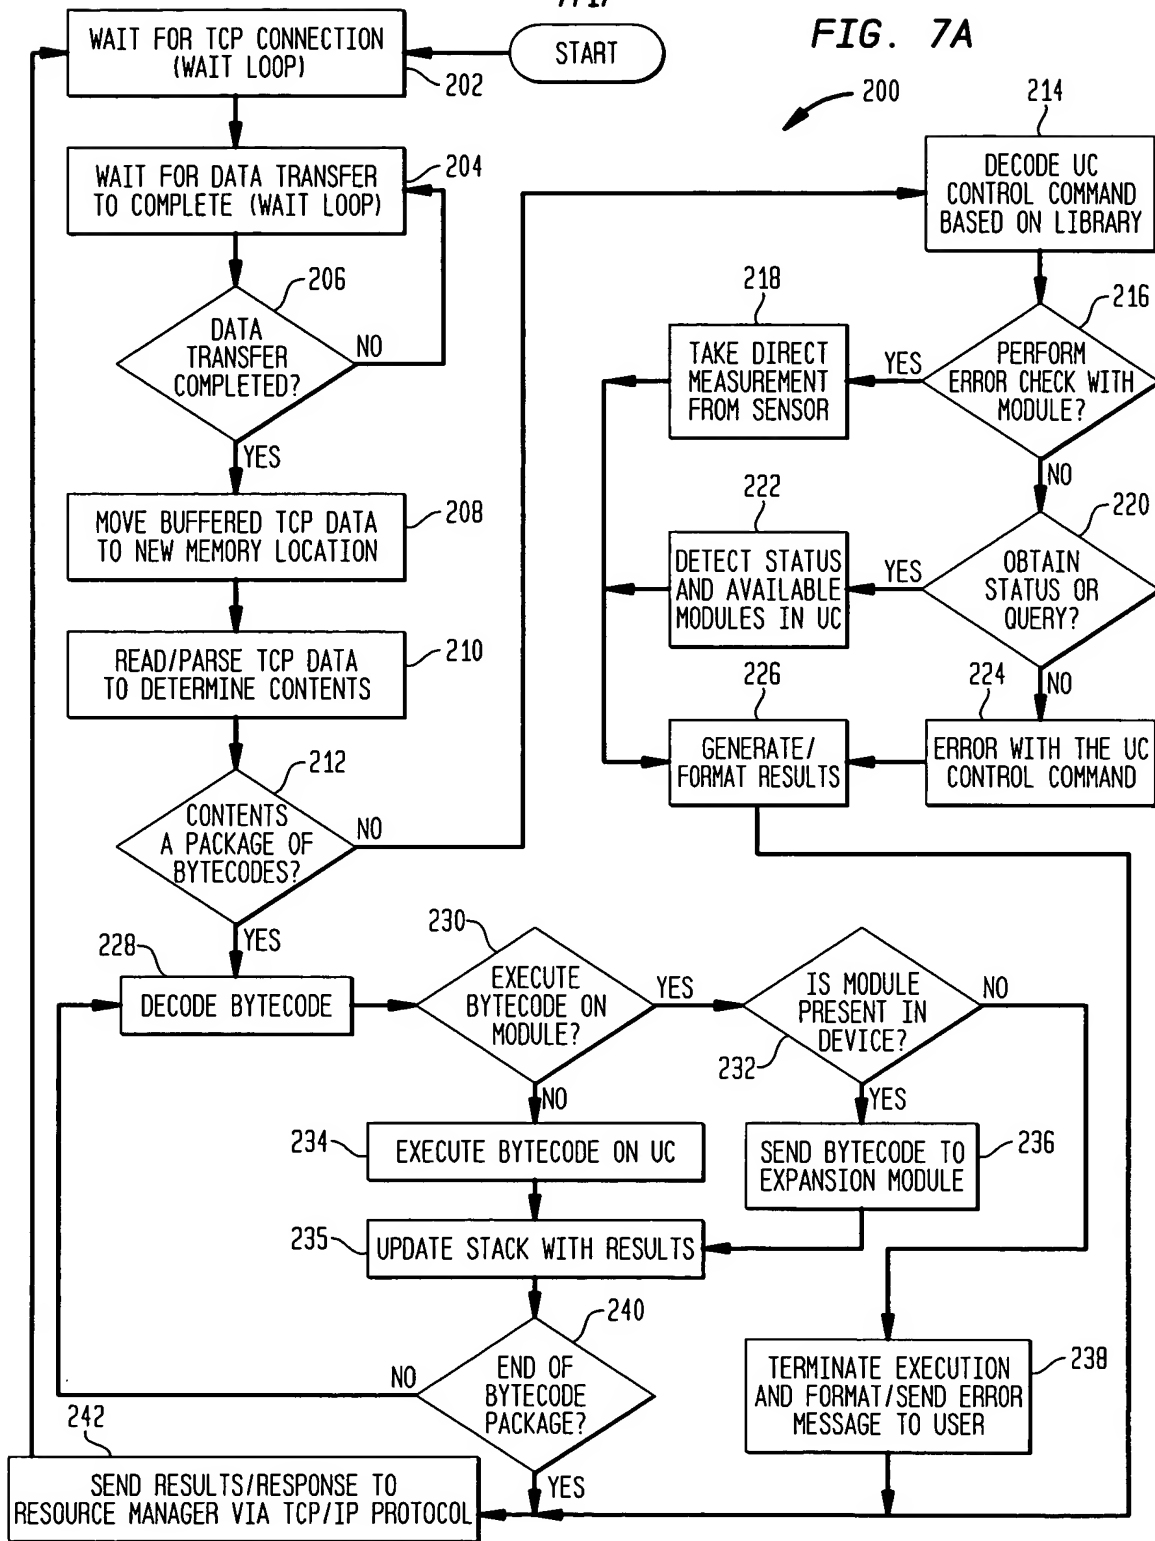 FIG. 7A
START
200
WAIT FOR TCP CONNECTION
(WAIT LOOP)
202
WAIT FOR DATA TRANSFER
TO COMPLETE (WAIT LOOP)
204
206
DATA
TRANSFER
COMPLETED?
NO
YES
MOVE BUFFERED TCP DATA
TO NEW MEMORY LOCATION
208
READ/PARSE TCP DATA
TO DETERMINE CONTENTS
210
212
CONTENTS
A PACKAGE OF
BYTECODES?
NO
YES
214
DECODE UC
CONTROL COMMAND
BASED ON LIBRARY
216
PERFORM
ERROR CHECK WITH
MODULE?
YES
NO
218
TAKE DIRECT
MEASUREMENT
FROM SENSOR
220
OBTAIN
STATUS OR
QUERY?
YES
NO
222
DETECT STATUS
AND AVAILABLE
MODULES IN UC
224
ERROR WITH THE UC
CONTROL COMMAND
226
GENERATE/
FORMAT RESULTS
228
DECODE BYTECODE
230
EXECUTE
BYTECODE ON
MODULE?
YES
NO
IS MODULE
PRESENT IN
DEVICE?
232
NO
YES
234
EXECUTE BYTECODE ON UC
SEND BYTECODE TO
EXPANSION MODULE
236
235
UPDATE STACK WITH RESULTS
240
END OF
BYTECODE
PACKAGE?
NO
YES
TERMINATE EXECUTION
AND FORMAT/SEND ERROR
MESSAGE TO USER
238
242
SEND RESULTS/RESPONSE TO
RESOURCE MANAGER VIA TCP/IP PROTOCOL